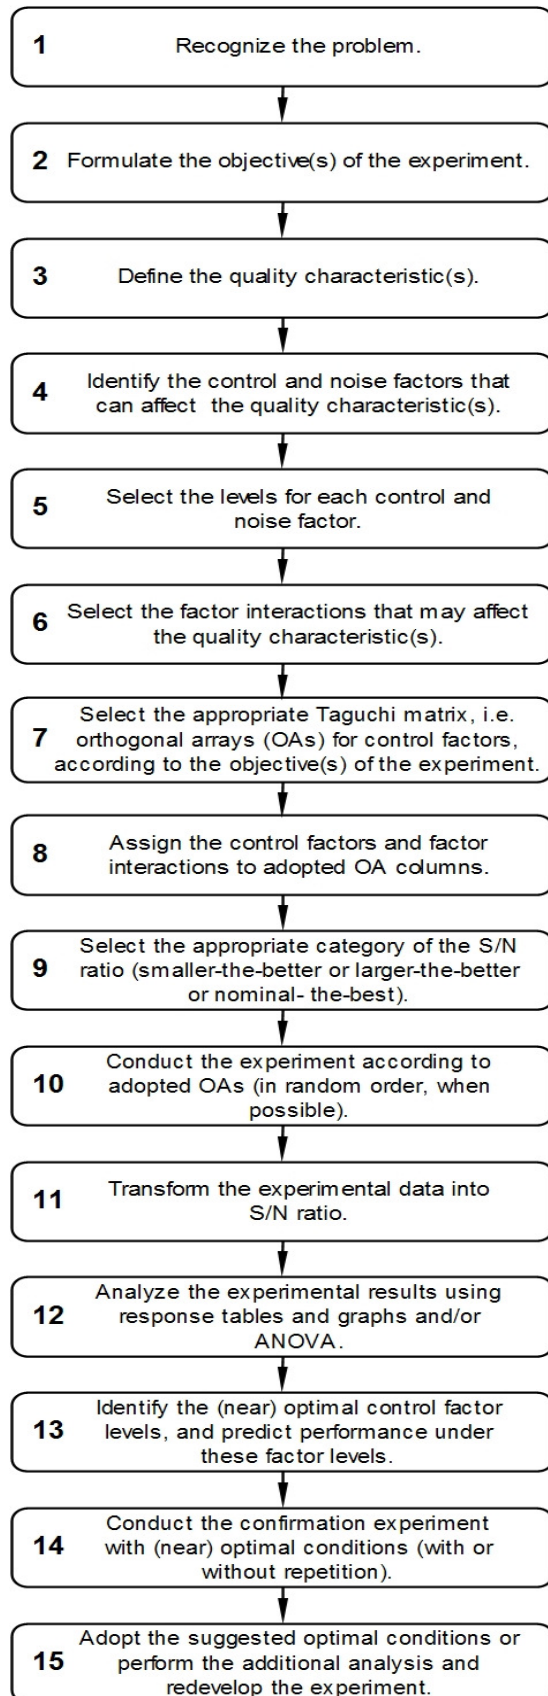 1 Recognize the problem.
2 Formulate the objective(s) of the experiment.
3 Define the quality characteristic(s).
4 Identify the control and noise factors that
can affect the quality characteristic(s).
5 Select the levels for each control and
noise factor.
6 Select the factor interactions that may affect
the quality characteristic(s).
7 Select the appropriate Taguchi matrix, i.e.
orthogonal arrays (OAs) for control factors,
according to the objective(s) of the experiment.
8 Assign the control factors and factor
interactions to adopted OA columns.
9 Select the appropriate category of the S/N
ratio (smaller-the-better or larger-the-better
or nominal- the-best).
10 Conduct the experiment according to
adopted OAs (in random order, when
possible).
11 Transform the experimental data into
S/N ratio.
12 Analyze the experimental results using
response tables and graphs and/or
ANOVA.
13 Identify the (near) optimal control factor
levels, and predict performance under
these factor levels.
14 Conduct the confirmation experiment
with (near) optimal conditions (with or
without repetition).
15 Adopt the suggested optimal conditions or
perform the additional analysis and
redevelop the experiment.